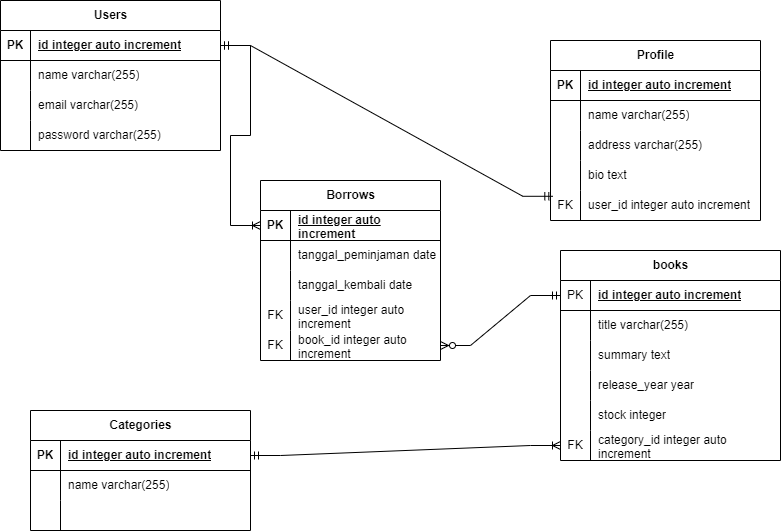 Users
PK id integer auto increment
name varchar(255)
email varchar(255)
password varchar(255)
Profile
PK id integer auto increment
name varchar(255)
address varchar(255)
bio text
FK user_id integer auto increment
Borrows
PK id integer auto
increment
tanggal_peminjaman date
tanggal_kembali date
FK user_id integer auto
increment
FK book_id integer auto
increment
books
PK id integer auto increment
title varchar(255)
summary text
release_year year
stock integer
FK category_id integer auto
increment
Categories
PK id integer auto increment
name varchar(255)